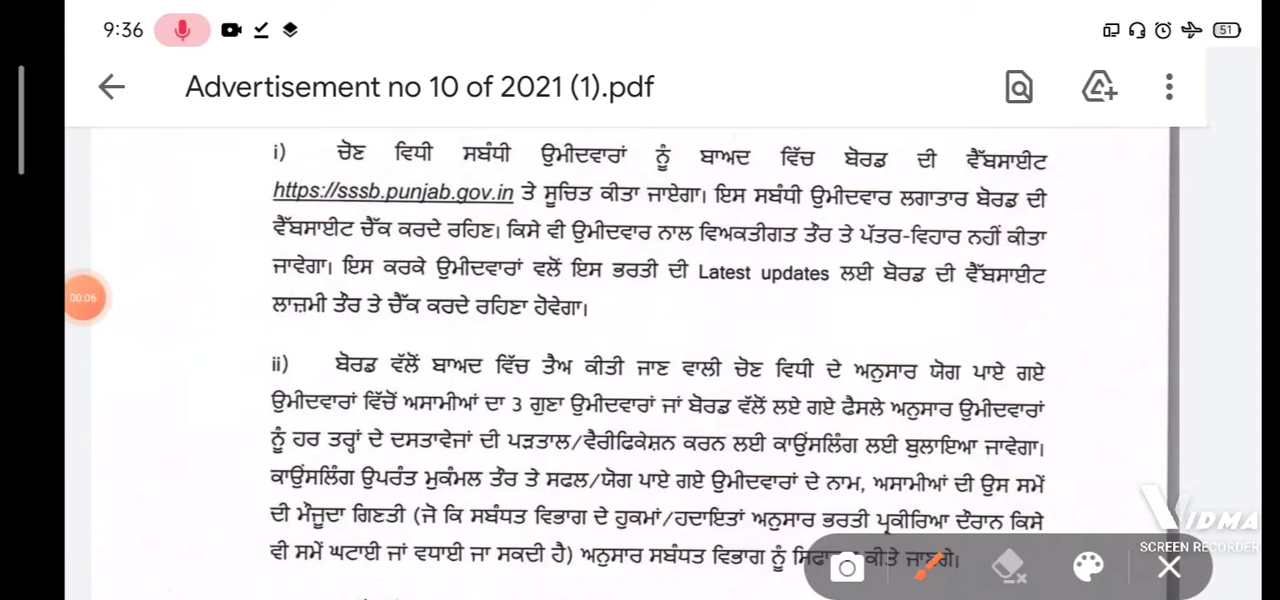 9:36
51
Advertisement no 10 of 2021 (1).pdf
i) ਚੋਣ ਵਿਧੀ ਸਬੰਧੀ ਉਮੀਦਵਾਰਾਂ ਨੂੰ ਬਾਅਦ ਵਿੱਚ ਬੋਰਡ ਦੀ ਵੈੱਬਸਾਈਟ
https://sssb.punjab.gov.in ਤੇ ਸੂਚਿਤ ਕੀਤਾ ਜਾਏਗਾ। ਇਸ ਸਬੰਧੀ ਉਮੀਦਵਾਰ ਲਗਾਤਾਰ ਬੋਰਡ ਦੀ
ਵੈੱਬਸਾਈਟ ਚੈੱਕ ਕਰਦੇ ਰਹਿਣ। ਕਿਸੇ ਵੀ ਉਮੀਦਵਾਰ ਨਾਲ ਵਿਅਕਤੀਗਤ ਤੌਰ ਤੇ ਪੱਤਰ-ਵਿਹਾਰ ਨਹੀਂ ਕੀਤਾ
ਜਾਵੇਗਾ। ਇਸ ਕਰਕੇ ਉਮੀਦਵਾਰਾਂ ਵਲੋਂ ਇਸ ਭਰਤੀ ਦੀ Latest updates ਲਈ ਬੋਰਡ ਦੀ ਵੈੱਬਸਾਈਟ
ਲਾਜ਼ਮੀ ਤੌਰ ਤੇ ਚੈੱਕ ਕਰਦੇ ਰਹਿਣਾ ਹੋਵੇਗਾ।
00:06
ii) ਬੋਰਡ ਵੱਲੋਂ ਬਾਅਦ ਵਿੱਚ ਤੈਅ ਕੀਤੀ ਜਾਣ ਵਾਲੀ ਚੋਣ ਵਿਧੀ ਦੇ ਅਨੁਸਾਰ ਯੋਗ ਪਾਏ ਗਏ
ਉਮੀਦਵਾਰਾਂ ਵਿੱਚੋਂ ਅਸਾਮੀਆਂ ਦਾ 3 ਗੁਣਾ ਉਮੀਦਵਾਰਾਂ ਜਾਂ ਬੋਰਡ ਵੱਲੋਂ ਲਏ ਗਏ ਫੈਸਲੇ ਅਨੁਸਾਰ ਉਮੀਦਵਾਰਾਂ
ਨੂੰ ਹਰ ਤਰ੍ਹਾਂ ਦੇ ਦਸਤਾਵੇਜਾਂ ਦੀ ਪੜਤਾਲ/ਵੈਰੀਫਿਕੇਸ਼ਨ ਕਰਨ ਲਈ ਕਾਉਂਸਲਿੰਗ ਲਈ ਬੁਲਾਇਆ ਜਾਵੇਗਾ।
ਕਾਉਂਸਲਿੰਗ ਉਪਰੰਤ ਮੁਕੰਮਲ ਤੌਰ ਤੇ ਸਫਲ/ਯੋਗ ਪਾਏ ਗਏ ਉਮੀਦਵਾਰਾਂ ਦੇ ਨਾਮ, ਅਸਾਮੀਆਂ ਦੀ ਉਸ ਸਮੇਂ
ਦੀ ਮੌਜੂਦਾ ਗਿਣਤੀ (ਜੋ ਕਿ ਸਬੰਧਤ ਵਿਭਾਗ ਦੇ ਹੁਕਮਾਂ/ਹਦਾਇਤਾਂ ਅਨੁਸਾਰ ਭਰਤੀ ਪ੍ਰਕੀਰਿਆ ਦੌਰਾਨ ਕਿਸੇ
ਵੀ ਸਮੇਂ ਘਟਾਈ ਜਾਂ ਵਧਾਈ ਜਾ ਸਕਦੀ ਹੈ) ਅਨੁਸਾਰ ਸਬੰਧਤ ਵਿਭਾਗ ਨੂੰ ਕੀਤੇ ਜਾਣਗੇ।
VIDMA
SCREEN RECORDER